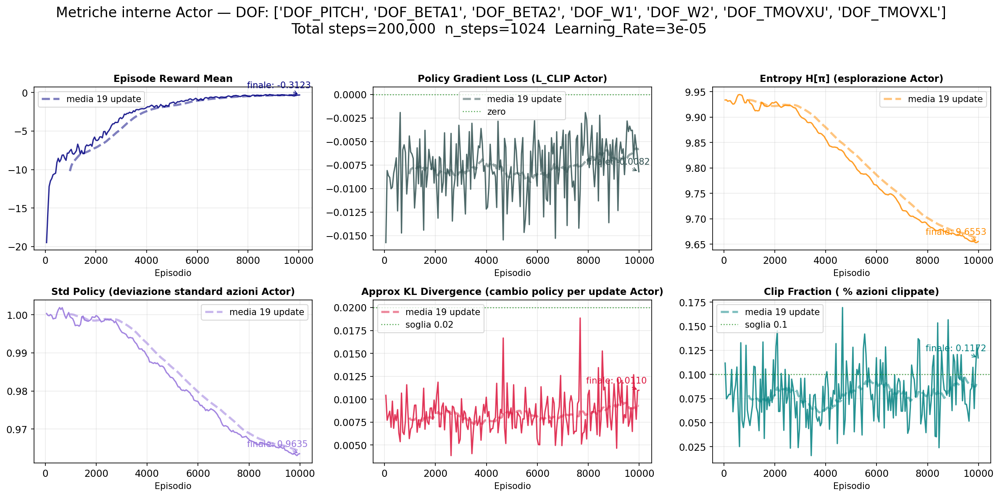 Metriche interne Actor — DOF: ['DOF_PITCH', 'DOF_BETA1', 'DOF_BETA2', 'DOF_W1', 'DOF_W2', 'DOF_TMOVXU', 'DOF_TMOVXL']
Total steps=200,000  n_steps=1024  Learning_Rate=3e-05
Episode Reward Mean
finale: -0.3123
media 19 update
0
−5
−10
−15
−20
0 2000 4000 6000 8000 10000
Episodio
Policy Gradient Loss (L_CLIP Actor)
media 19 update
zero
finale: -0.0082
0.0000
−0.0025
−0.0050
−0.0075
−0.0100
−0.0125
−0.0150
0 2000 4000 6000 8000 10000
Episodio
Entropy H[π] (esplorazione Actor)
media 19 update
finale: 9.6553
9.95
9.90
9.85
9.80
9.75
9.70
9.65
0 2000 4000 6000 8000 10000
Episodio
Std Policy (deviazione standard azioni Actor)
media 19 update
finale: 0.9635
1.00
0.99
0.98
0.97
0 2000 4000 6000 8000 10000
Episodio
Approx KL Divergence (cambio policy per update Actor)
media 19 update
soglia 0.02
finale: 0.0110
0.0200
0.0175
0.0150
0.0125
0.0100
0.0075
0.0050
0 2000 4000 6000 8000 10000
Episodio
Clip Fraction ( % azioni clippate)
media 19 update
soglia 0.1
finale: 0.1172
0.175
0.150
0.125
0.100
0.075
0.050
0.025
0 2000 4000 6000 8000 10000
Episodio